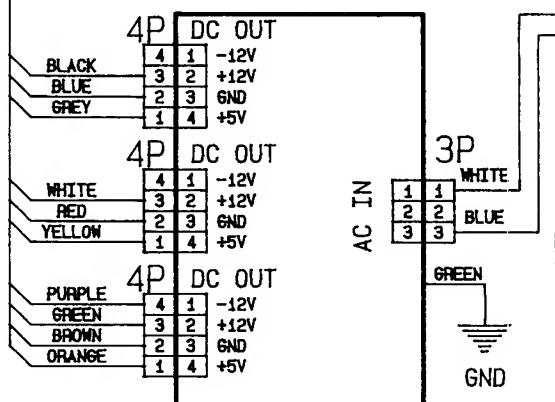 4P DC OUT
4 1 -12V
BLACK 3 2 +12V
BLUE 2 3 GND
GREY 1 4 +5V
4P DC OUT
4 1 -12V
WHITE 3 2 +12V
RED 2 3 GND
YELLOW 1 4 +5V
4P DC OUT
PURPLE 4 1 -12V
GREEN 3 2 +12V
BROWN 2 3 GND
ORANGE 1 4 +5V
AC IN
3P
1 1 WHITE
2 2
3 3 BLUE
GREEN
GND